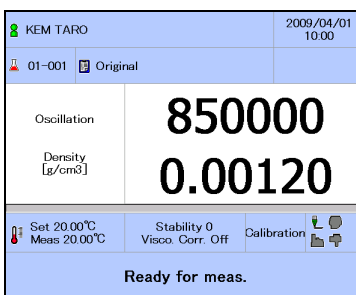 KEM TARO
2009/04/01
10:00
01-001 Original
Oscillation 850000
Density
[g/cm3] 0.00120
Set 20.00℃
Meas 20.00℃
Stability 0
Visco. Corr. Off
Calibration
Ready for meas.